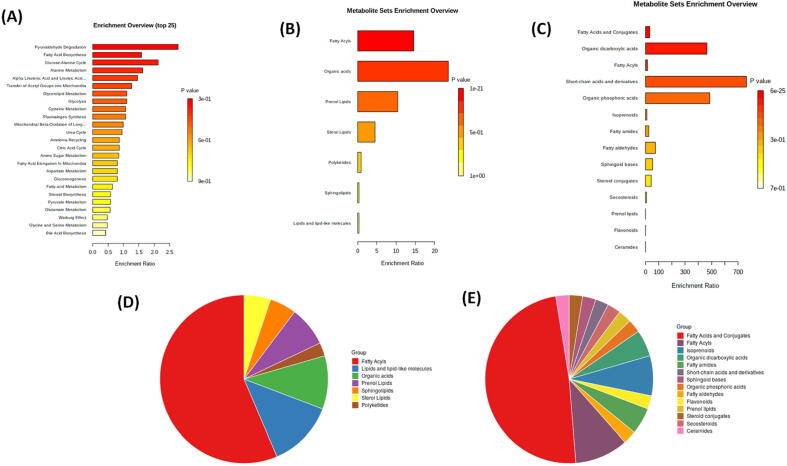 (A)
Enrichment Overview (top 25)
Pyruvaldehyde Degradation
Fatty Acid Biosynthesis
Glucose-Alanine Cycle
Alanine Metabolism
Alpha Linolenic Acid and Linoleic Acid...
Transfer of Acetyl Groups into Mitochondria
Glycerolipid Metabolism
Glycolysis
Cysteine Metabolism
Plasmalogen Synthesis
Mitochondrial Beta-Oxidation of Long...
Urea Cycle
Ammonia Recycling
Citric Acid Cycle
Amino Sugar Metabolism
Fatty Acid Elongation In Mitochondria
Aspartate Metabolism
Gluconeogenesis
Fatty acid Metabolism
Steroid Biosynthesis
Pyruvate Metabolism
Glutamate Metabolism
Warburg Effect
Glycine and Serine Metabolism
Bile Acid Biosynthesis
0.0 0.5 1.0 1.5 2.0 2.5
Enrichment Ratio
P value
3e-01
6e-01
9e-01
(B)
Metabolite Sets Enrichment Overview
Fatty Acyls
Organic acids
Prenol Lipids
Sterol Lipids
Polyketides
Sphingolipids
Lipids and lipid-like molecules
0 5 10 15 20
Enrichment Ratio
P value
1e-21
5e-01
1e+00
(C)
Metabolite Sets Enrichment Overview
Fatty Acids and Conjugates
Organic dicarboxylic acids
Fatty Acyls
Short-chain acids and derivatives
Organic phosphoric acids
Isoprenoids
Fatty amides
Fatty aldehydes
Sphingoid bases
Steroid conjugates
Secosteroids
Prenol lipids
Flavonoids
Ceramides
0 100 300 500 700
Enrichment Ratio
P value
6e-25
3e-01
7e-01
(D)
Group
Fatty Acyls
Lipids and lipid-like molecules
Organic acids
Prenol Lipids
Sphingolipids
Sterol Lipids
Polyketides
(E)
Group
Fatty Acids and Conjugates
Fatty Acyls
Isoprenoids
Organic dicarboxylic acids
Fatty amides
Short-chain acids and derivatives
Sphingoid bases
Organic phosphoric acids
Fatty aldehydes
Flavonoids
Prenol lipids
Steroid conjugates
Secosteroids
Ceramides